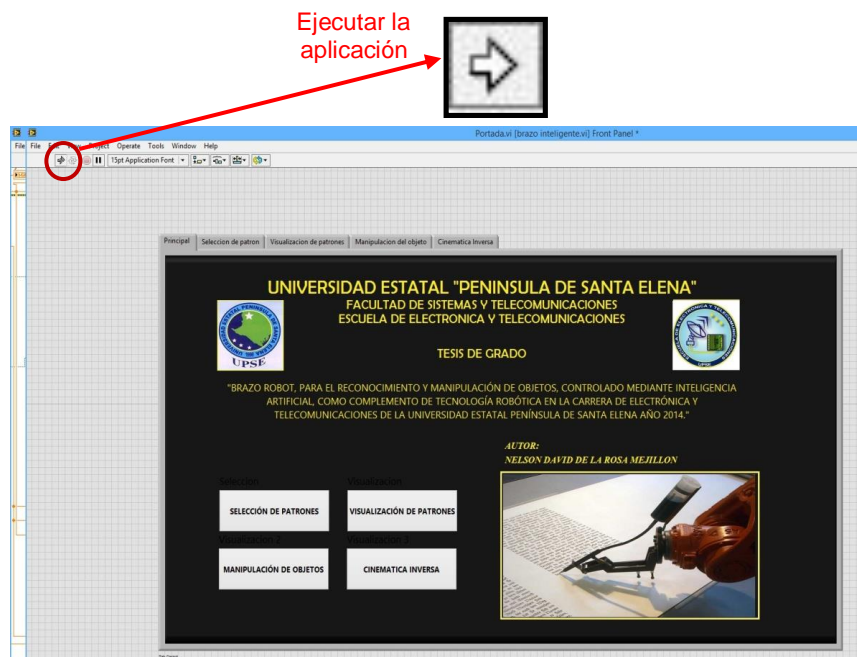 Ejecutar la
aplicación
Portada.vi [brazo inteligente.vi] Front Panel *
File File Edit View Project Operate Tools Window Help
15pt Application Font
Principal Seleccion de patron Visualizacion de patrones Manipulacion del objeto Cinematica Inversa
UNIVERSIDAD ESTATAL "PENINSULA DE SANTA ELENA"
FACULTAD DE SISTEMAS Y TELECOMUNICACIONES
ESCUELA DE ELECTRONICA Y TELECOMUNICACIONES
UPSE
UPSE
TESIS DE GRADO
"BRAZO ROBOT, PARA EL RECONOCIMIENTO Y MANIPULACIÓN DE OBJETOS, CONTROLADO MEDIANTE INTELIGENCIA
ARTIFICIAL, COMO COMPLEMENTO DE TECNOLOGÍA ROBÓTICA EN LA CARRERA DE ELECTRÓNICA Y
TELECOMUNICACIONES DE LA UNIVERSIDAD ESTATAL PENÍNSULA DE SANTA ELENA AÑO 2014."
AUTOR:
NELSON DAVID DE LA ROSA MEJILLON
Seleccion Visualizacion
SELECCIÓN DE PATRONES VISUALIZACIÓN DE PATRONES
Visualizacion 2 Visualizacion 3
MANIPULACIÓN DE OBJETOS CINEMATICA INVERSA